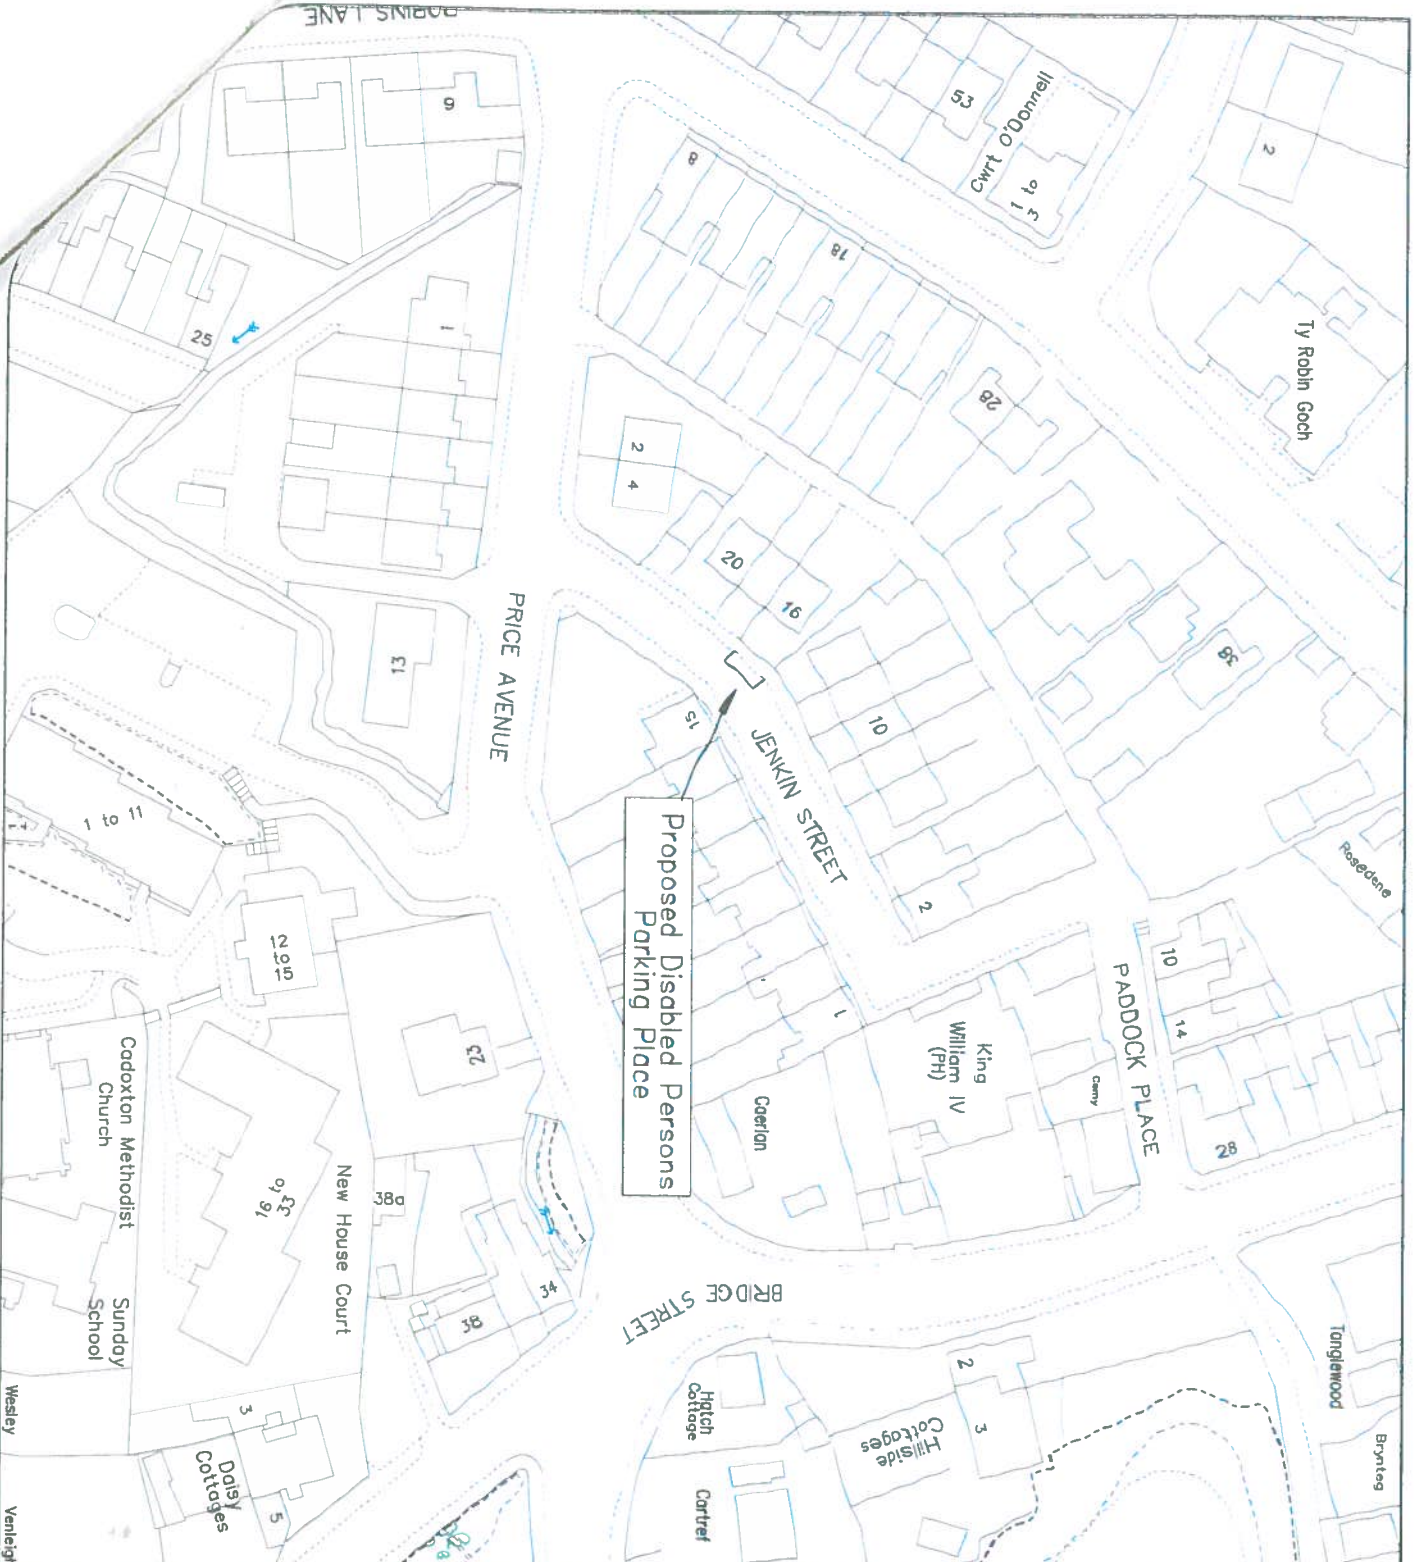 ROBINS LANE
9
53
Cwrt O'Donnell
1 to
3
2
8
18
28
Ty Robin Goch
25
1
2
4
20
16
38
13
PRICE AVENUE
15
10
JENKIN STREET
2
Rosedene
1 to 11
Proposed Disabled Persons
Parking Place
12
to
15
23
1
King
William IV
(PH)
PADDOCK PLACE
10
14
28
Caerlan
Cadoxton Methodist
Church
Sunday
School
16 to
33
New House Court
38a
34
38
BRIDGE STREET
Tanglewood
Brynteg
Hatch
Cottage
2
3
Hillside
Cottages
Cartref
Wesley
3
Daisy
Cottages
5